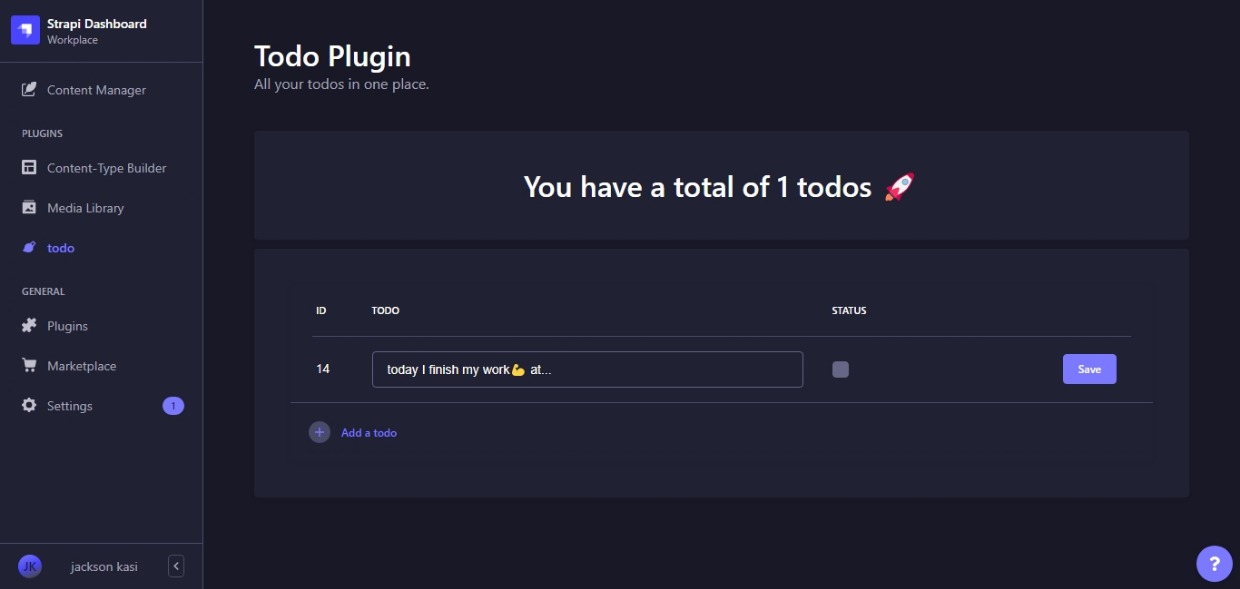 Strapi Dashboard
Workplace
Content Manager
PLUGINS
Content-Type Builder
Media Library
todo
GENERAL
Plugins
Marketplace
Settings 1
JK jackson kasi
Todo Plugin
All your todos in one place.
You have a total of 1 todos 🚀
ID TODO STATUS
14 today I finish my work💪 at... Save
+ Add a todo
?